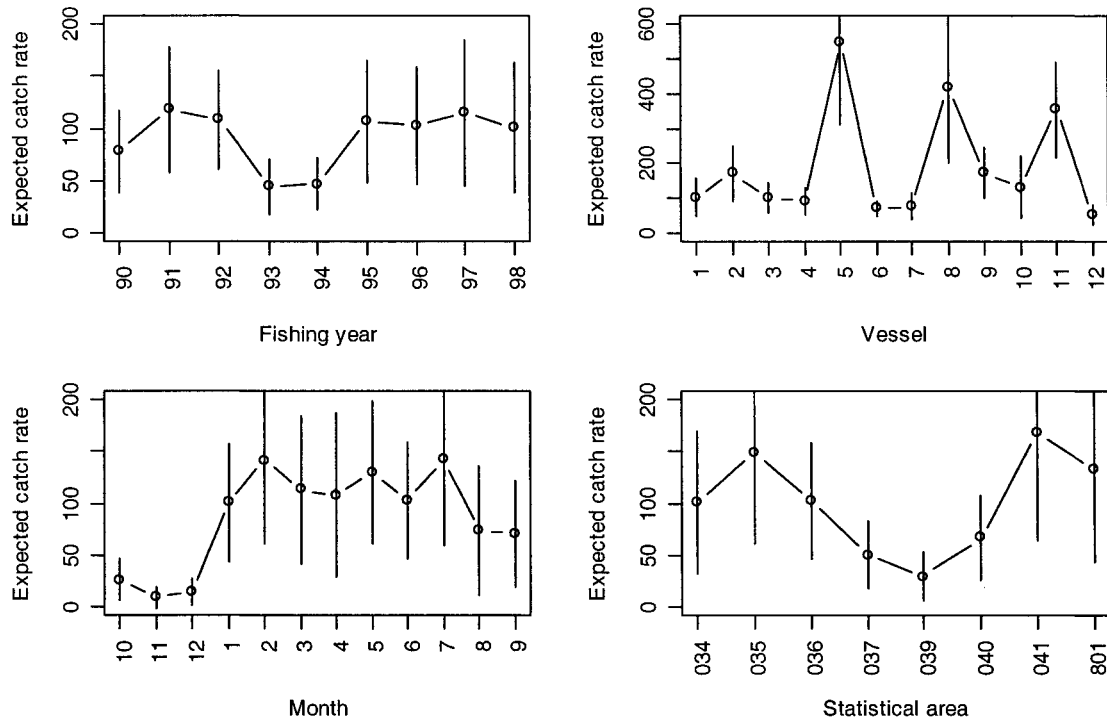 Expected catch rate
200
100
50
0
90 91 92 93 94 95 96 97 98
Fishing year
Expected catch rate
600
400
200
0
1 2 3 4 5 6 7 8 9 10 11 12
Vessel
Expected catch rate
200
100
50
0
10 11 12 1 2 3 4 5 6 7 8 9
Month
Expected catch rate
200
100
50
0
034 035 036 037 039 040 041 801
Statistical area